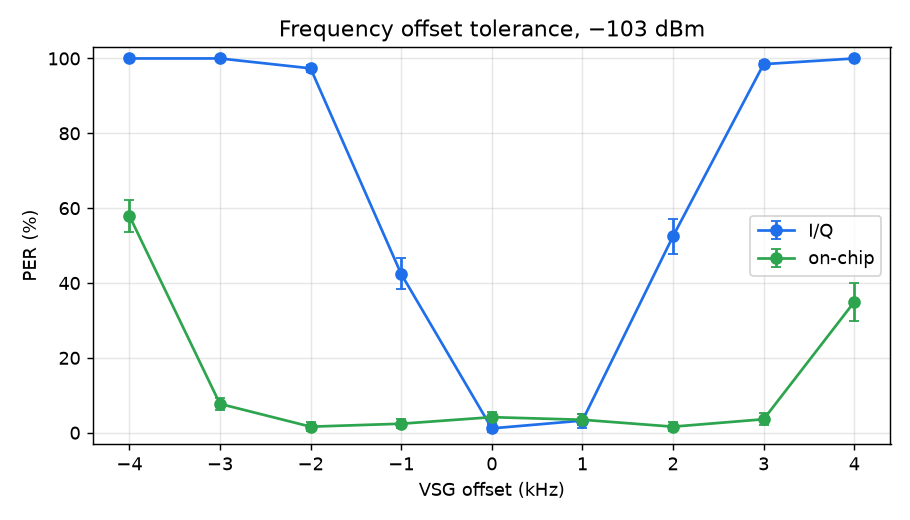 Frequency offset tolerance, −103 dBm
PER (%)
100
80
60
40
20
0
I/Q
on-chip
−4 −3 −2 −1 0 1 2 3 4
VSG offset (kHz)